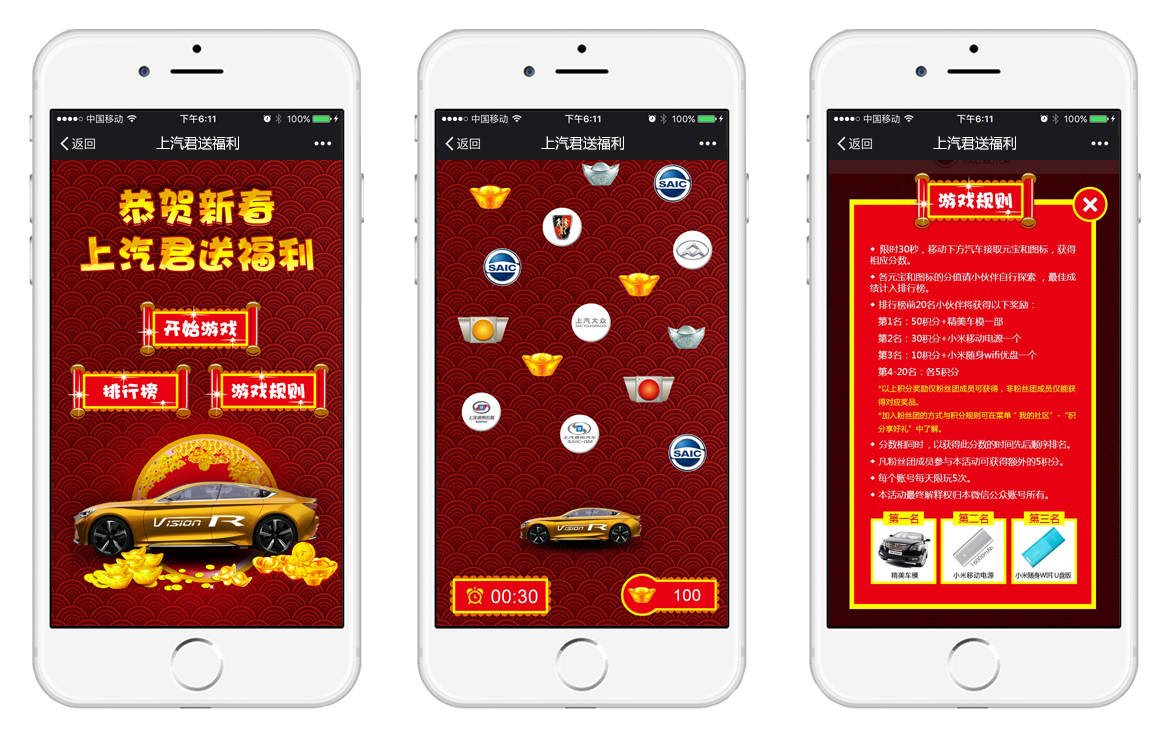 中国移动
下午6:11
100%
返回
上汽君送福利
恭贺新春
上汽君送福利
开始游戏
排行榜
游戏规则
VISION R
中国移动
下午6:11
100%
返回
上汽君送福利
SAIC
SAIC
上汽大众
SAIC VOLKSWAGEN
上汽通用汽车
SAIC-GM
SAIC
VISION R
00:30
100
中国移动
下午6:11
100%
返回
上汽君送福利
SAIC MOTOR
游戏规则
限时30秒，移动下方汽车接取元宝和图标，获得
相应分数。
各元宝和图标的分值请小伙伴自行探索，最佳成
绩计入排行榜。
排行榜前20名小伙伴将获得以下奖励：
第1名：50积分+精美车模一部
第2名：30积分+小米移动电源一个
第3名：10积分+小米随身wifi优盘一个
第4-20名：各5积分
*以上积分奖励仅粉丝团成员可获得，非粉丝团成员仅能获
得对应奖品。
*加入粉丝团的方式与积分规则可在菜单“我的社区”-“积
分享好礼”中了解。
分数相同时，以获得此分数的时间先后顺序排名。
凡粉丝团成员参与本活动可获得额外的5积分。
每个账号每天限玩5次。
本活动最终解释权归本微信公众账号所有。
第一名
第二名
第三名
16000mAh
精美车模
小米移动电源
小米随身WIFI U盘版